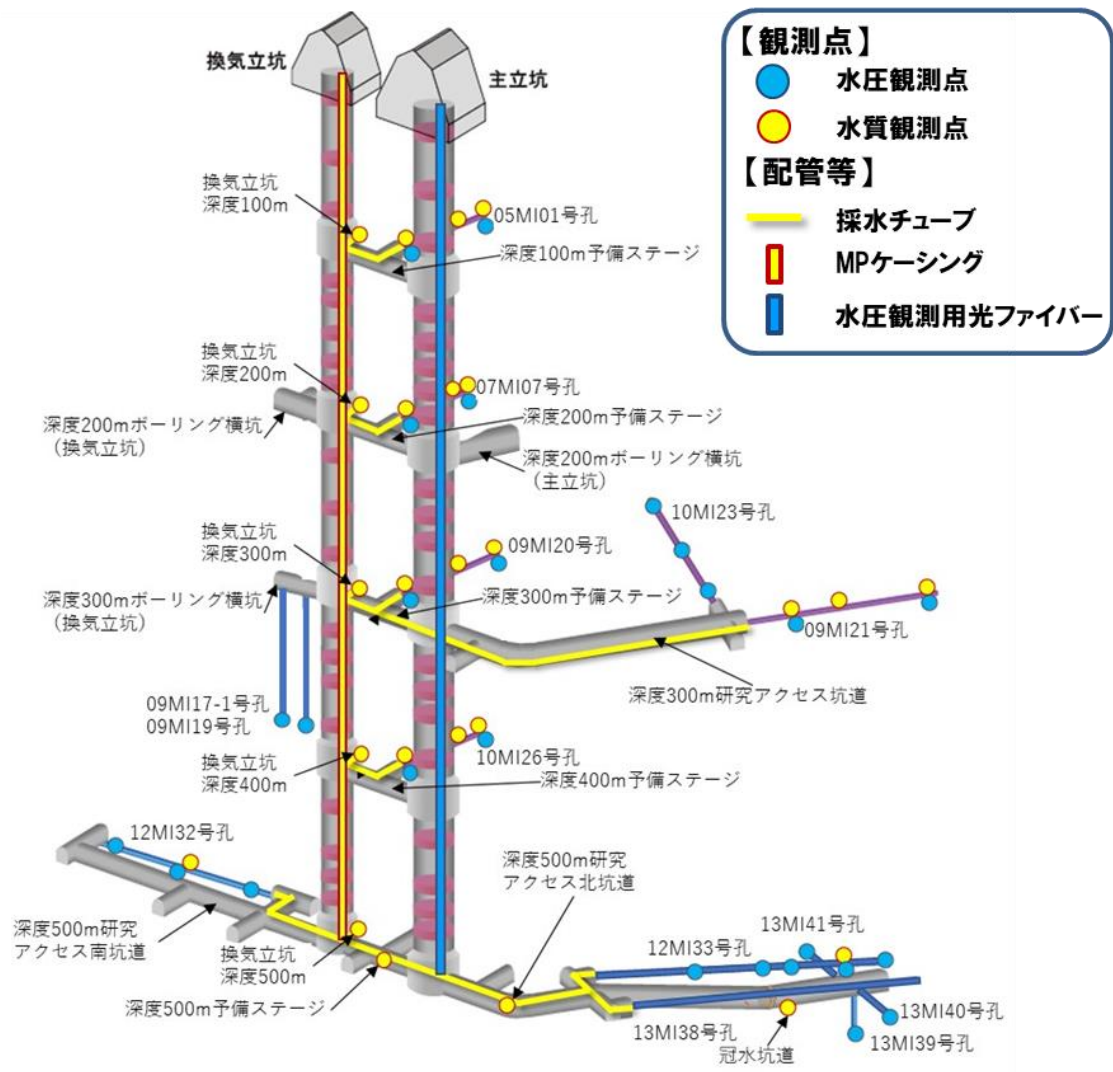 換気立坑
主立坑
【観測点】
水圧観測点
水質観測点
【配管等】
採水チューブ
MPケーシング
水圧観測用光ファイバー
換気立坑
深度100m
05MI01号孔
深度100m予備ステージ
換気立坑
深度200m
07MI07号孔
深度200m予備ステージ
深度200mボーリング横坑
(換気立坑)
深度200mボーリング横坑
(主立坑)
10MI23号孔
換気立坑
深度300m
09MI20号孔
深度300mボーリング横坑
(換気立坑)
深度300m予備ステージ
09MI21号孔
深度300m研究アクセス坑道
09MI17-1号孔
09MI19号孔
換気立坑
深度400m
10MI26号孔
深度400m予備ステージ
12MI32号孔
深度500m研究
アクセス北坑道
深度500m研究
アクセス南坑道
換気立坑
深度500m
深度500m予備ステージ
13MI41号孔
12MI33号孔
13MI38号孔
冠水坑道
13MI40号孔
13MI39号孔